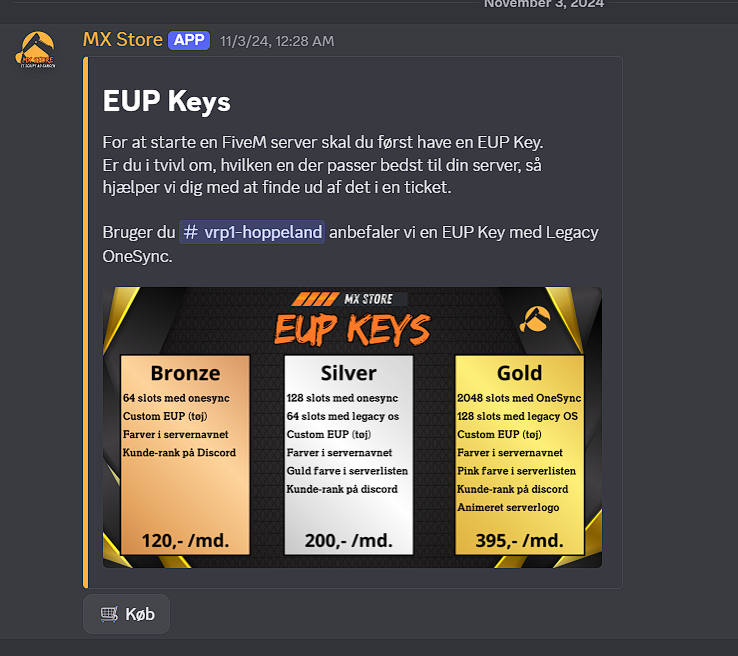 November 3, 2024
MX Store APP 11/3/24, 12:28 AM
EUP Keys
For at starte en FiveM server skal du først have en EUP Key.
Er du i tvivl om, hvilken en der passer bedst til din server, så
hjælper vi dig med at finde ud af det i en ticket.
Bruger du # vrp1-hoppeland anbefaler vi en EUP Key med Legacy
OneSync.
MX STORE
EUP KEYS
Bronze
64 slots med onesync
Custom EUP (tøj)
Farver i servernavnet
Kunde-rank på Discord
120,- /md.
Silver
128 slots med onesync
64 slots med legacy os
Custom EUP (tøj)
Farver i servernavnet
Guld farve i serverlisten
Kunde-rank på discord
200,- /md.
Gold
2048 slots med OneSync
128 slots med legacy OS
Custom EUP (tøj)
Farver i servernavnet
Pink farve i serverlisten
Kunde-rank på discord
Animeret serverlogo
395,- /md.
Køb